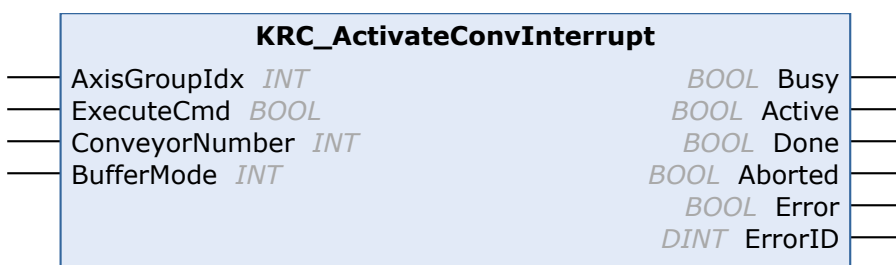 KRC_ActivateConvInterrupt
AxisGroupIdx INT BOOL Busy
ExecuteCmd BOOL BOOL Active
ConveyorNumber INT BOOL Done
BufferMode INT BOOL Aborted
BOOL Error
DINT ErrorID